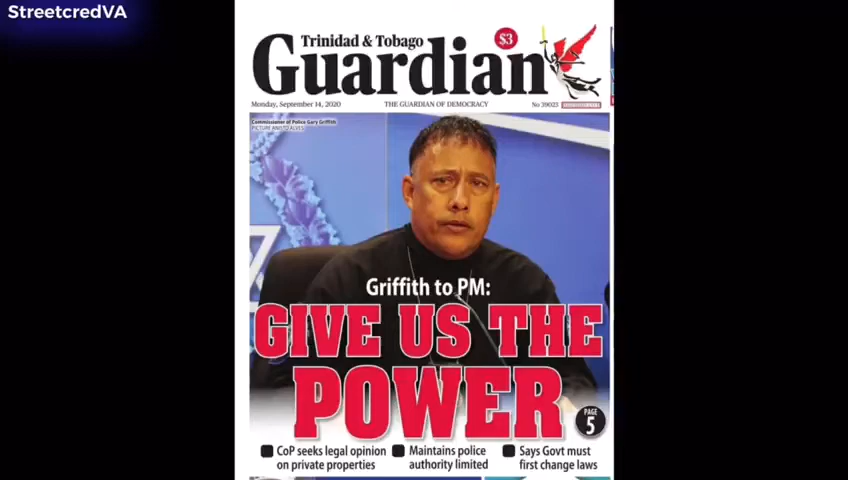 StreetcredVA
$3
Trinidad & Tobago
Guardian
Monday, September 14, 2020
THE GUARDIAN OF DEMOCRACY
No 39023
Commissioner of Police Gary Griffith
Griffith to PM:
GIVE US THE
POWER
PAGE
5
CoP seeks legal opinion
on private properties
Maintains police
authority limited
Says Govt must
first change laws